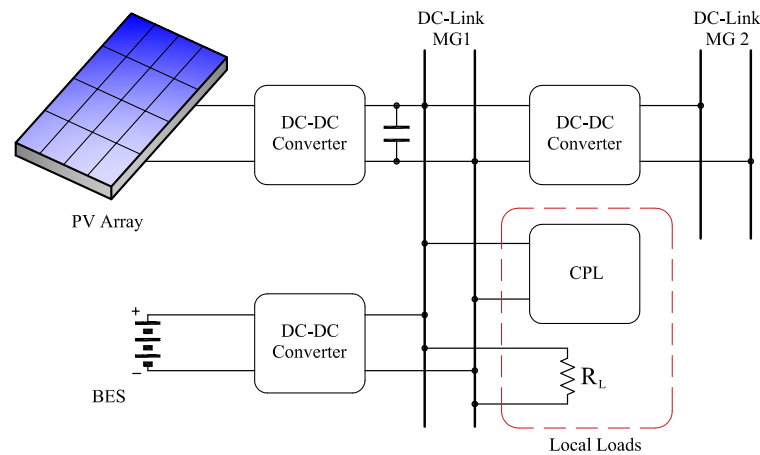 DC-Link
MG1
DC-Link
MG 2
DC-DC
Converter
DC-DC
Converter
PV Array
CPL
+
DC-DC
Converter
−
BES
R_L
Local Loads